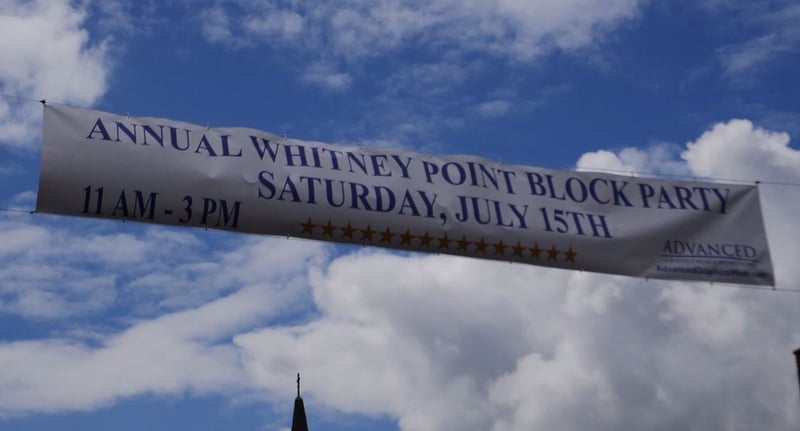 ANNUAL WHITNEY POINT BLOCK PARTY
SATURDAY, JULY 15TH
11 AM - 3 PM
ADVANCED